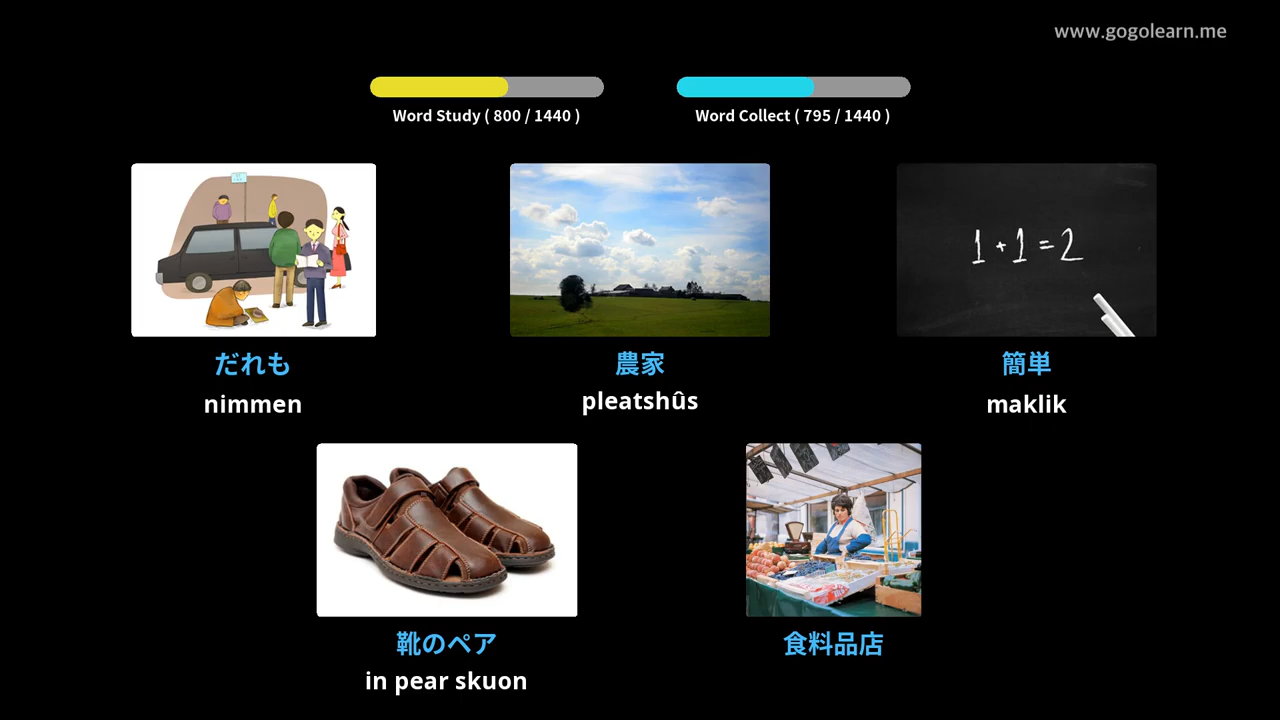 www.gogolearn.me
Word Study ( 800 / 1440 )
Word Collect ( 795 / 1440 )
1 + 1 = 2
だれも
農家
簡単
nimmen
pleatshûs
maklik
靴のペア
食料品店
in pear skuon